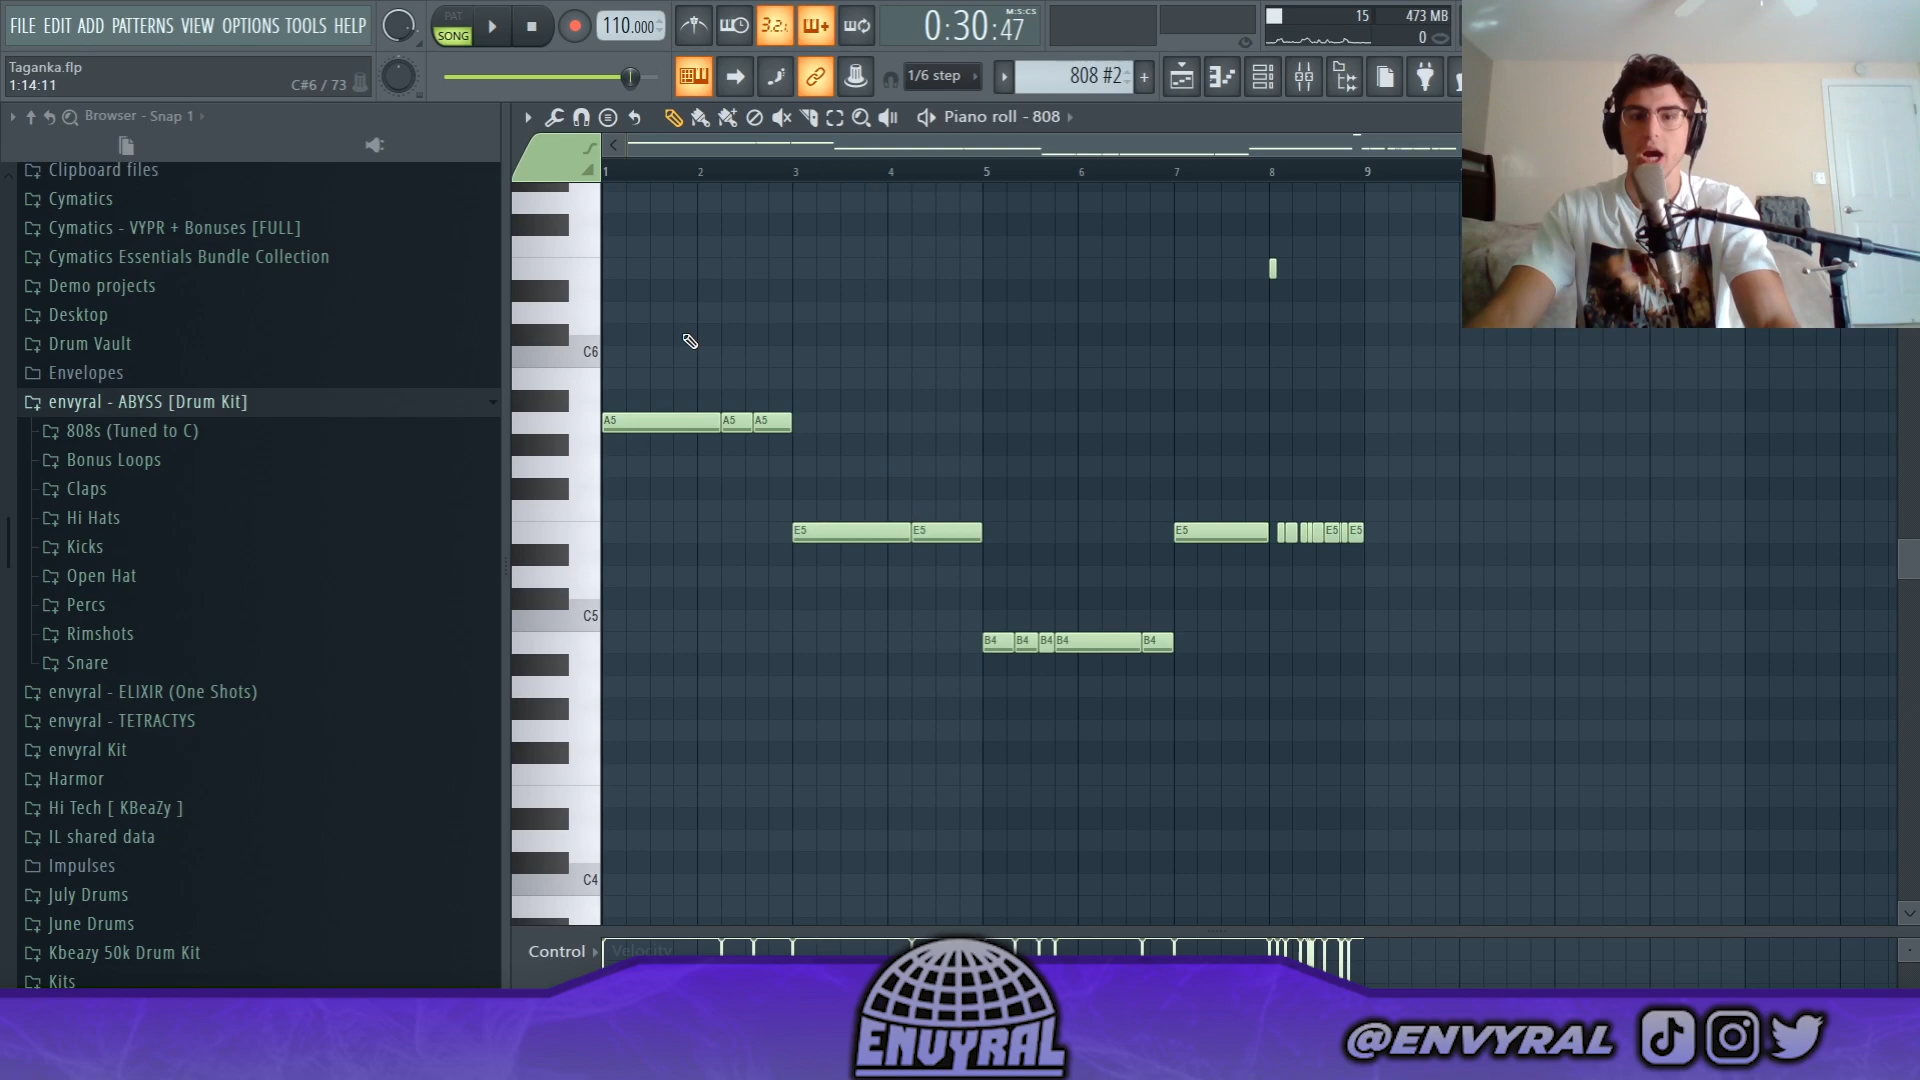 FILE EDIT ADD PATTERNS VIEW OPTIONS TOOLS HELP
PAT
SONG
110.000
3.2.
0:30:47
M:S:CS
15
473 MB
0
Taganka.flp
1:14:11
C#6 / 73
1/6 step
808 #2
+
Browser - Snap 1
Piano roll - 808
Clipboard files
Cymatics
Cymatics - VYPR + Bonuses [FULL]
Cymatics Essentials Bundle Collection
Demo projects
Desktop
Drum Vault
Envelopes
envyral - ABYSS [Drum Kit]
808s (Tuned to C)
Bonus Loops
Claps
Hi Hats
Kicks
Open Hat
Percs
Rimshots
Snare
envyral - ELIXIR (One Shots)
envyral - TETRACTYS
envyral Kit
Harmor
Hi Tech [ KBeaZy ]
IL shared data
Impulses
July Drums
June Drums
Kbeazy 50k Drum Kit
Kits
1 2 3 4 5 6 7 8 9
C6
A5 A5 A5
E5 E5 E5 E5 E5
C5
B4 B4 B4 B4 B4
C4
Control
Velocity
ENVYRAL
@ENVYRAL